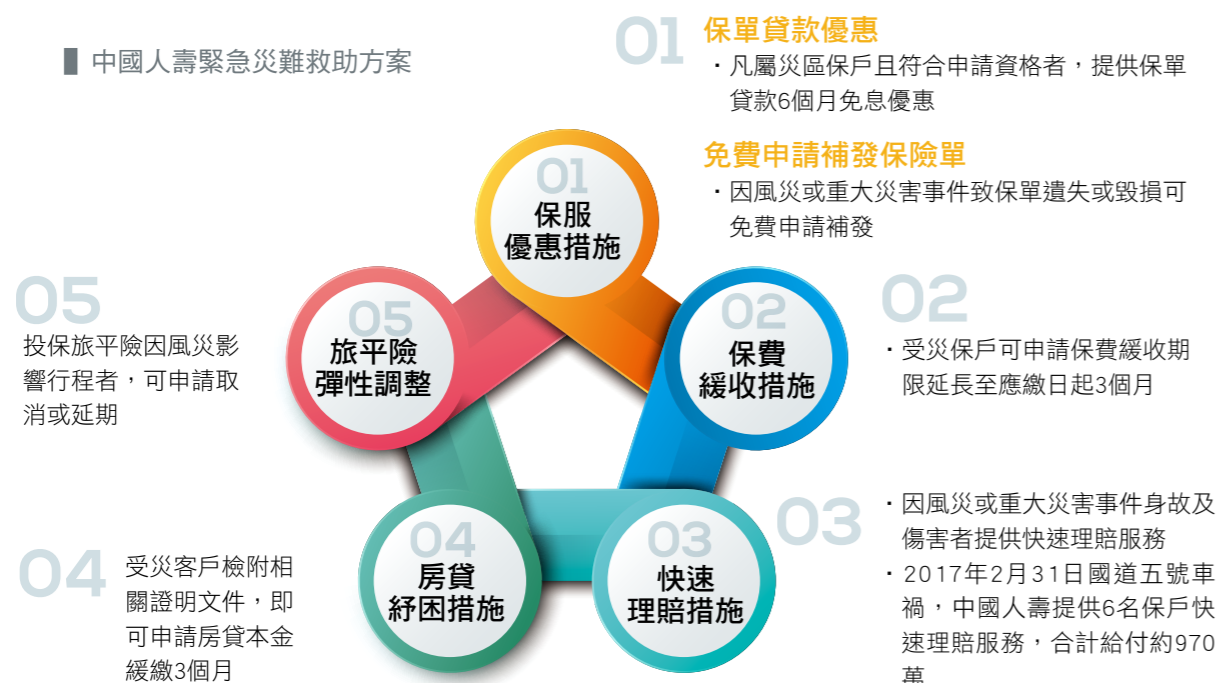 中國人壽緊急災難救助方案
01
保單貸款優惠
・凡屬災區保戶且符合申請資格者，提供保單
貸款6個月免息優惠
免費申請補發保險單
・因風災或重大災害事件致保單遺失或毀損可
免費申請補發
01
保服
優惠措施
05
投保旅平險因風災影
響行程者，可申請取
消或延期
05
旅平險
彈性調整
02
保費
緩收措施
02
・受災保戶可申請保費緩收期
限延長至應繳日起3個月
04
受災客戶檢附相
關證明文件，即
可申請房貸本金
緩繳3個月
04
房貸
紓困措施
03
快速
理賠措施
03
・因風災或重大災害事件身故及
傷害者提供快速理賠服務
・2017年2月31日國道五號車
禍，中國人壽提供6名保戶快
速理賠服務，合計給付約970
萬